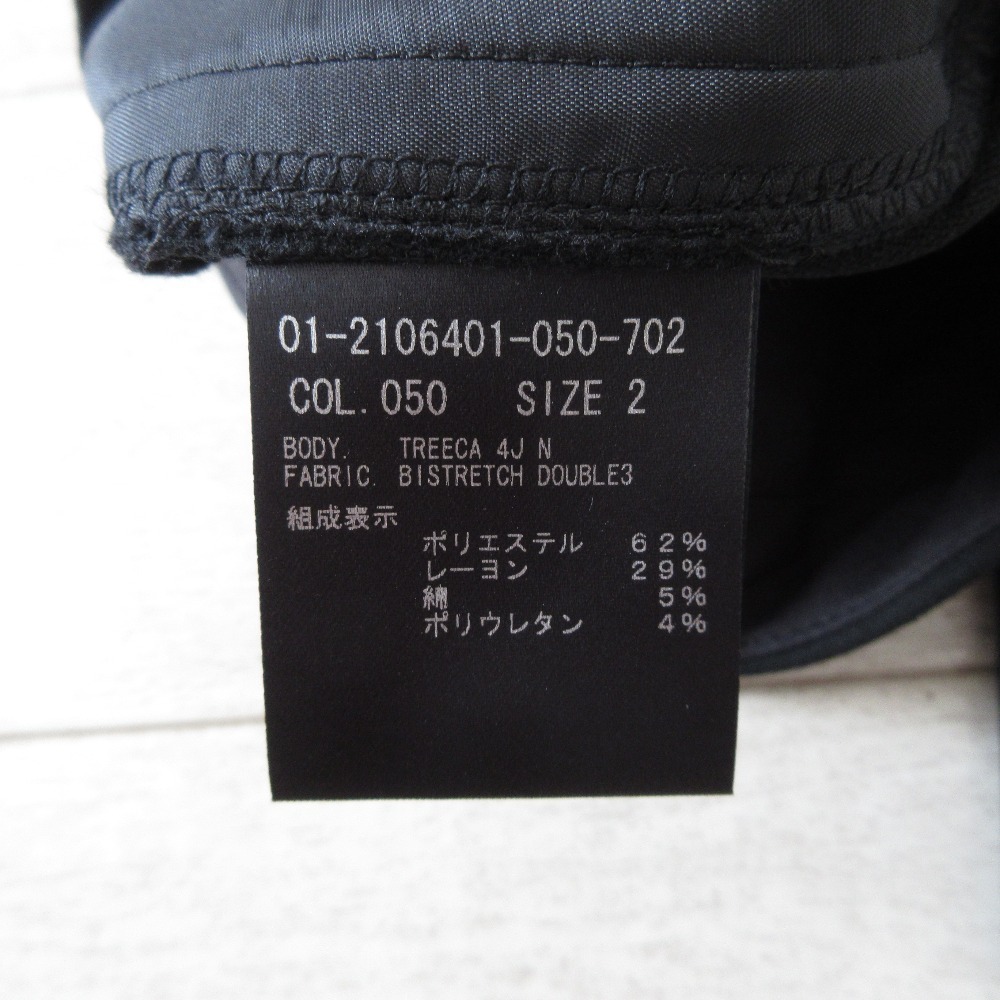 01-2106401-050-702
COL. 050 SIZE 2
BODY. TREECA 4J N
FABRIC. BISTRETCH DOUBLE3
組成表示
ポリエステル 62%
レーヨン 29%
綿 5%
ポリウレタン 4%